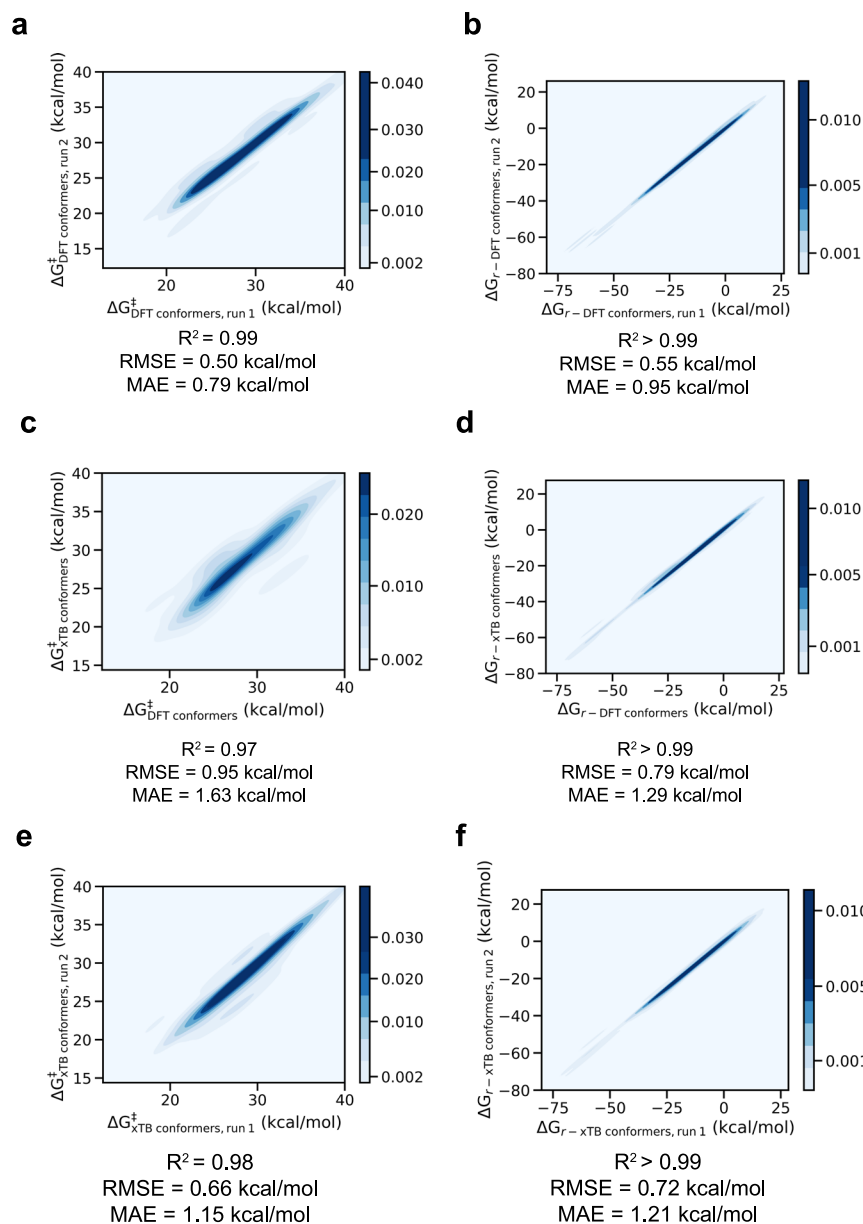 a
ΔG‡DFT conformers, run 2 (kcal/mol)
40
35
30
25
20
15
20
30
40
0.040
0.030
0.020
0.010
0.002
ΔG‡DFT conformers, run 1 (kcal/mol)
R² = 0.99
RMSE = 0.50 kcal/mol
MAE = 0.79 kcal/mol
b
ΔGr−DFT conformers, run 2 (kcal/mol)
20
0
−20
−40
−60
−80
−75
−50
−25
0
25
0.010
0.005
0.001
ΔGr−DFT conformers, run 1 (kcal/mol)
R² > 0.99
RMSE = 0.55 kcal/mol
MAE = 0.95 kcal/mol
c
ΔG‡xTB conformers (kcal/mol)
40
35
30
25
20
15
20
30
40
0.020
0.010
0.002
ΔG‡DFT conformers (kcal/mol)
R² = 0.97
RMSE = 0.95 kcal/mol
MAE = 1.63 kcal/mol
d
ΔGr−xTB conformers (kcal/mol)
20
0
−20
−40
−60
−80
−75
−50
−25
0
25
0.010
0.005
0.001
ΔGr−DFT conformers (kcal/mol)
R² > 0.99
RMSE = 0.79 kcal/mol
MAE = 1.29 kcal/mol
e
ΔG‡xTB conformers, run 2 (kcal/mol)
40
35
30
25
20
15
20
30
40
0.030
0.020
0.010
0.002
ΔG‡xTB conformers, run 1 (kcal/mol)
R² = 0.98
RMSE = 0.66 kcal/mol
MAE = 1.15 kcal/mol
f
ΔGr−xTB conformers, run 2 (kcal/mol)
20
0
−20
−40
−60
−80
−75
−50
−25
0
25
0.010
0.005
0.001
ΔGr−xTB conformers, run 1 (kcal/mol)
R² > 0.99
RMSE = 0.72 kcal/mol
MAE = 1.21 kcal/mol